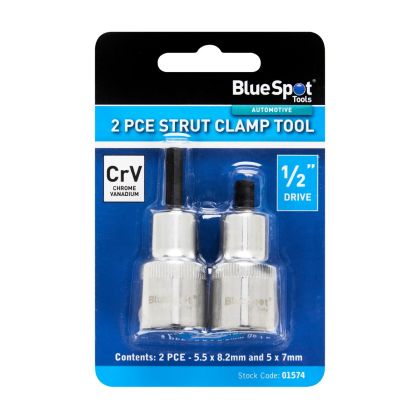 BlueSpot
Tools
AUTOMOTIVE
2 PCE STRUT CLAMP TOOL
CrV
CHROME
VANADIUM
1/2”
DRIVE
BlueSpot
BlueSpot
Contents: 2 PCE - 5.5 x 8.2mm and 5 x 7mm
Stock Code: 01574